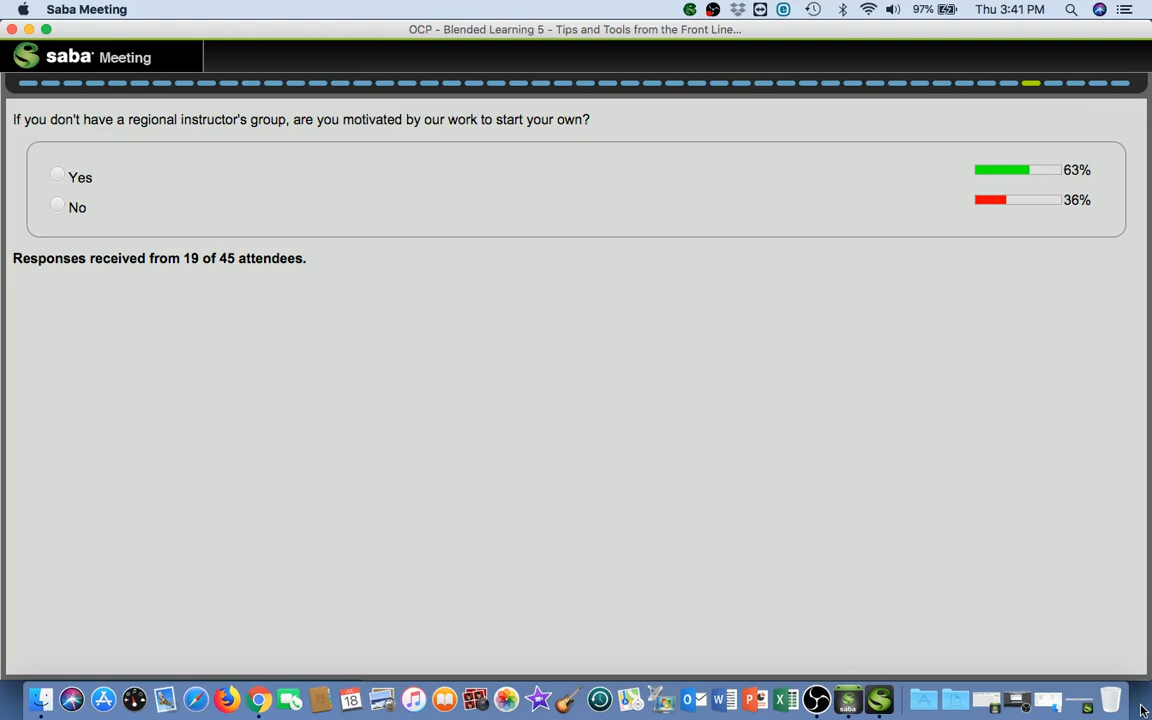 Saba Meeting
97%
Thu 3:41 PM
OCP - Blended Learning 5 - Tips and Tools from the Front Line...
saba Meeting
If you don't have a regional instructor's group, are you motivated by our work to start your own?
Yes
63%
No
36%
Responses received from 19 of 45 attendees.
18
saba